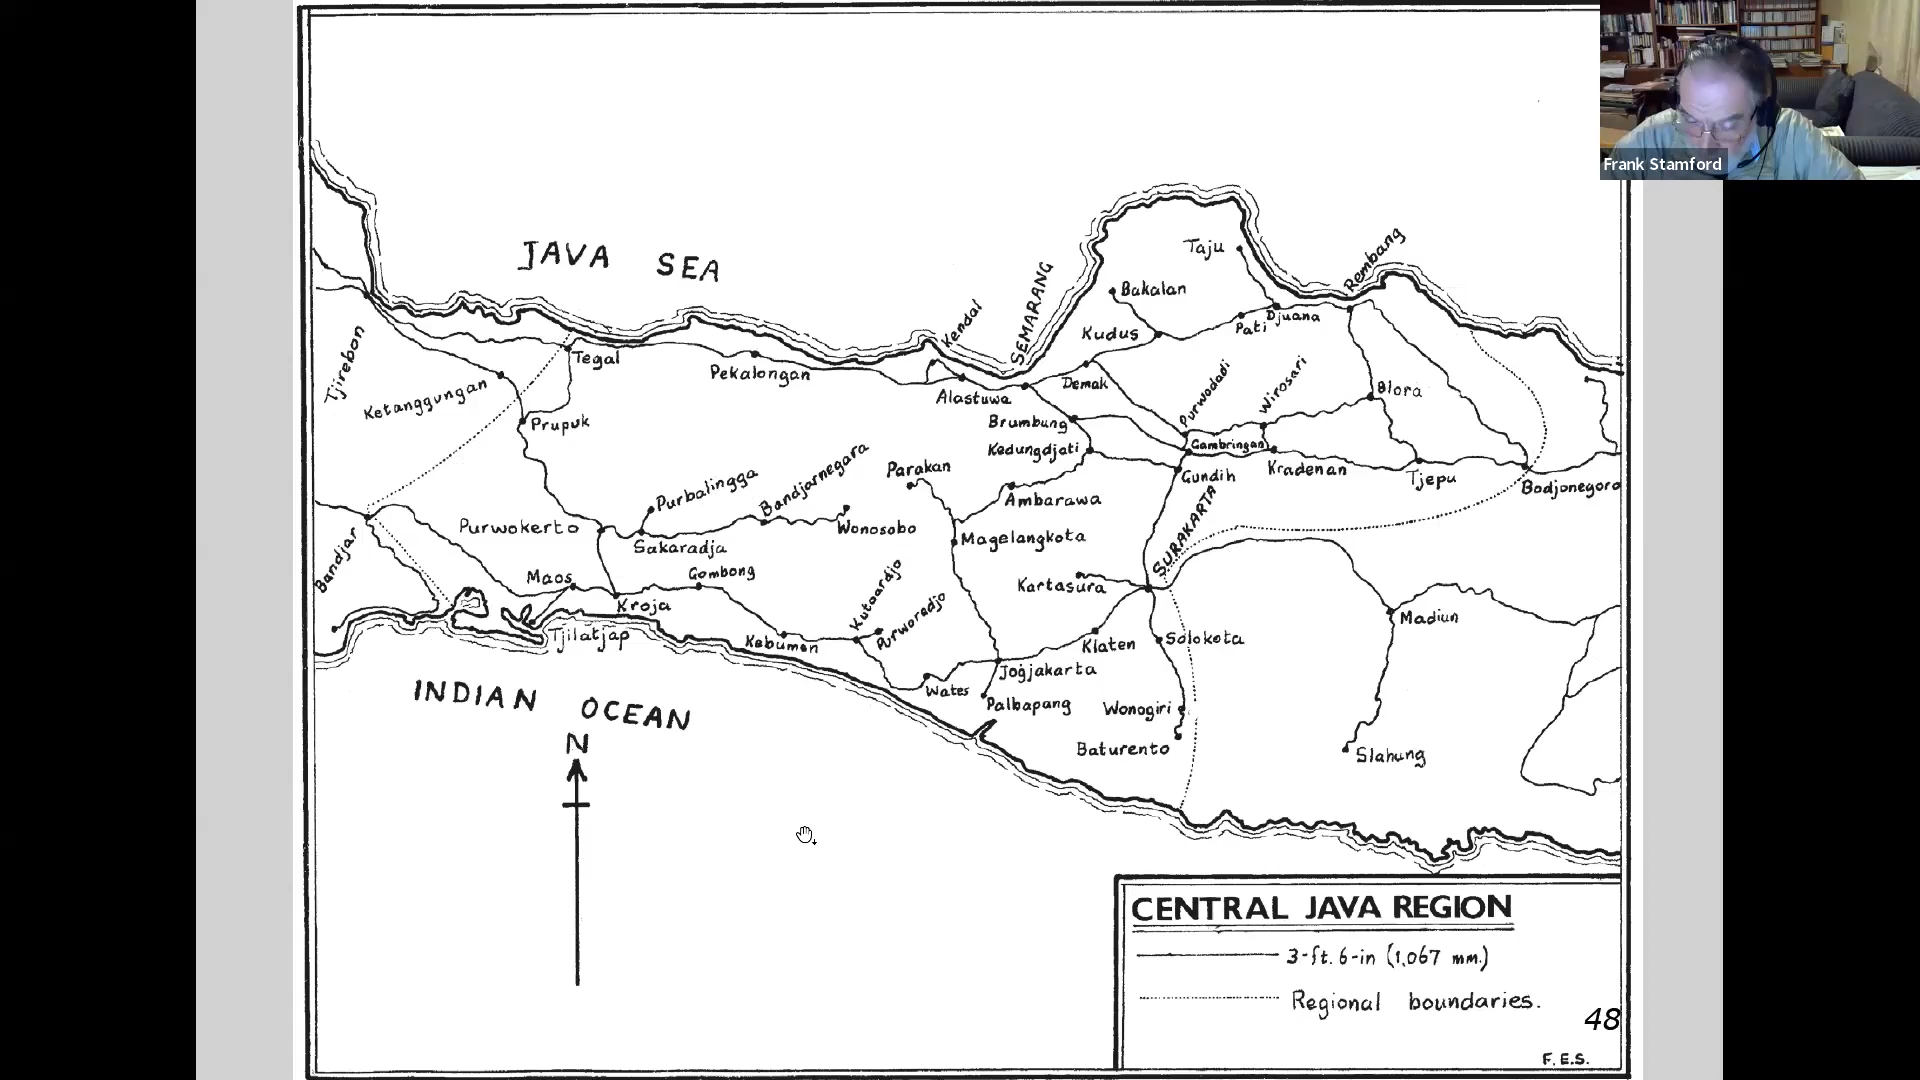 Frank Stamford
JAVA SEA
Taju
Rembang
Bakalan
Djuana
Pati
Kudus
SEMARANG
Kendal
Tjirebon
Tegal
Pekalongan
Ketanggungan
Alastuwa
Demak
Purwodadi
Wirosari
Blora
Prupuk
Brumbung
Kedungdjati
Gambringan
Gundih
Kradenan
Tjepu
Bodjonegoro
Parakan
Purbalingga
Bandjarnegara
Ambarawa
Purwokerto
Wonosobo
Sakaradja
Magelangkota
SURAKARTA
Bandjar
Maos
Gombong
Kutoardjo
Purworedjo
Kartasura
Kroja
Madiun
Tjilatjap
Kebumen
Klaten
Solokota
Jogjakarta
Wates
Palbapang
Wonogiri
Baturento
Slahung
INDIAN OCEAN
N
CENTRAL JAVA REGION
3-ft. 6-in (1,067 mm.)
Regional boundaries.
48
F.E.S.